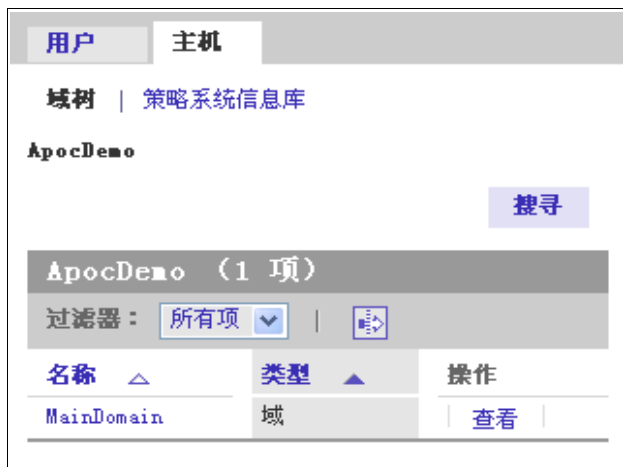 用户 主机
域树 | 策略系统信息库
ApocDemo
搜寻
ApocDemo （1 项）
过滤器： 所有项 |
名称 类型 操作
MainDomain 域 | 查看 |